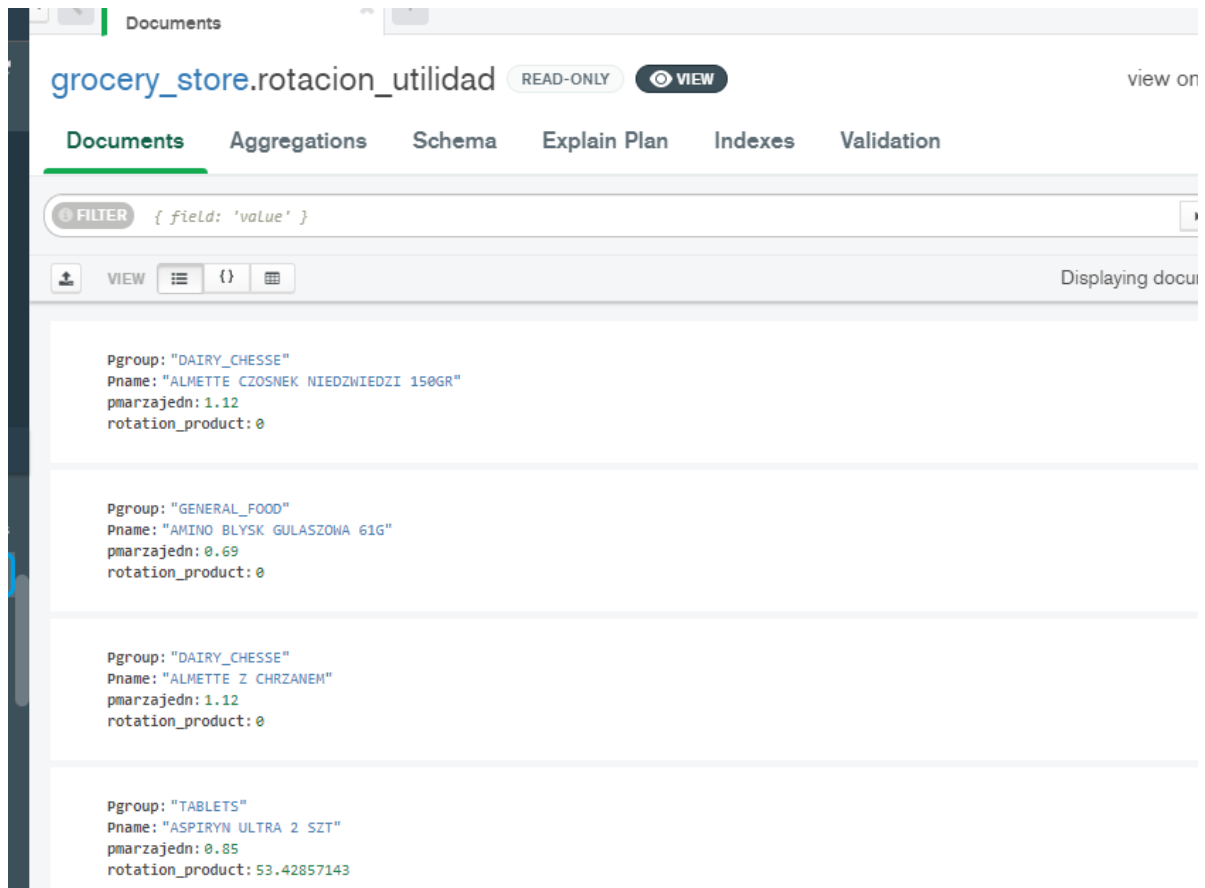 Documents
grocery_store.rotacion_utilidad READ-ONLY VIEW view on
Documents Aggregations Schema Explain Plan Indexes Validation
FILTER { field: 'value' }
VIEW {} Displaying docu
Pgroup: "DAIRY_CHESSE"
Pname: "ALMETTE CZOSNEK NIEDZWIEDZI 150GR"
pmarzajedn: 1.12
rotation_product: 0
Pgroup: "GENERAL_FOOD"
Pname: "AMINO BLYSK GULASZOWA 61G"
pmarzajedn: 0.69
rotation_product: 0
Pgroup: "DAIRY_CHESSE"
Pname: "ALMETTE Z CHRZANEM"
pmarzajedn: 1.12
rotation_product: 0
Pgroup: "TABLETS"
Pname: "ASPIRYN ULTRA 2 SZT"
pmarzajedn: 0.85
rotation_product: 53.42857143